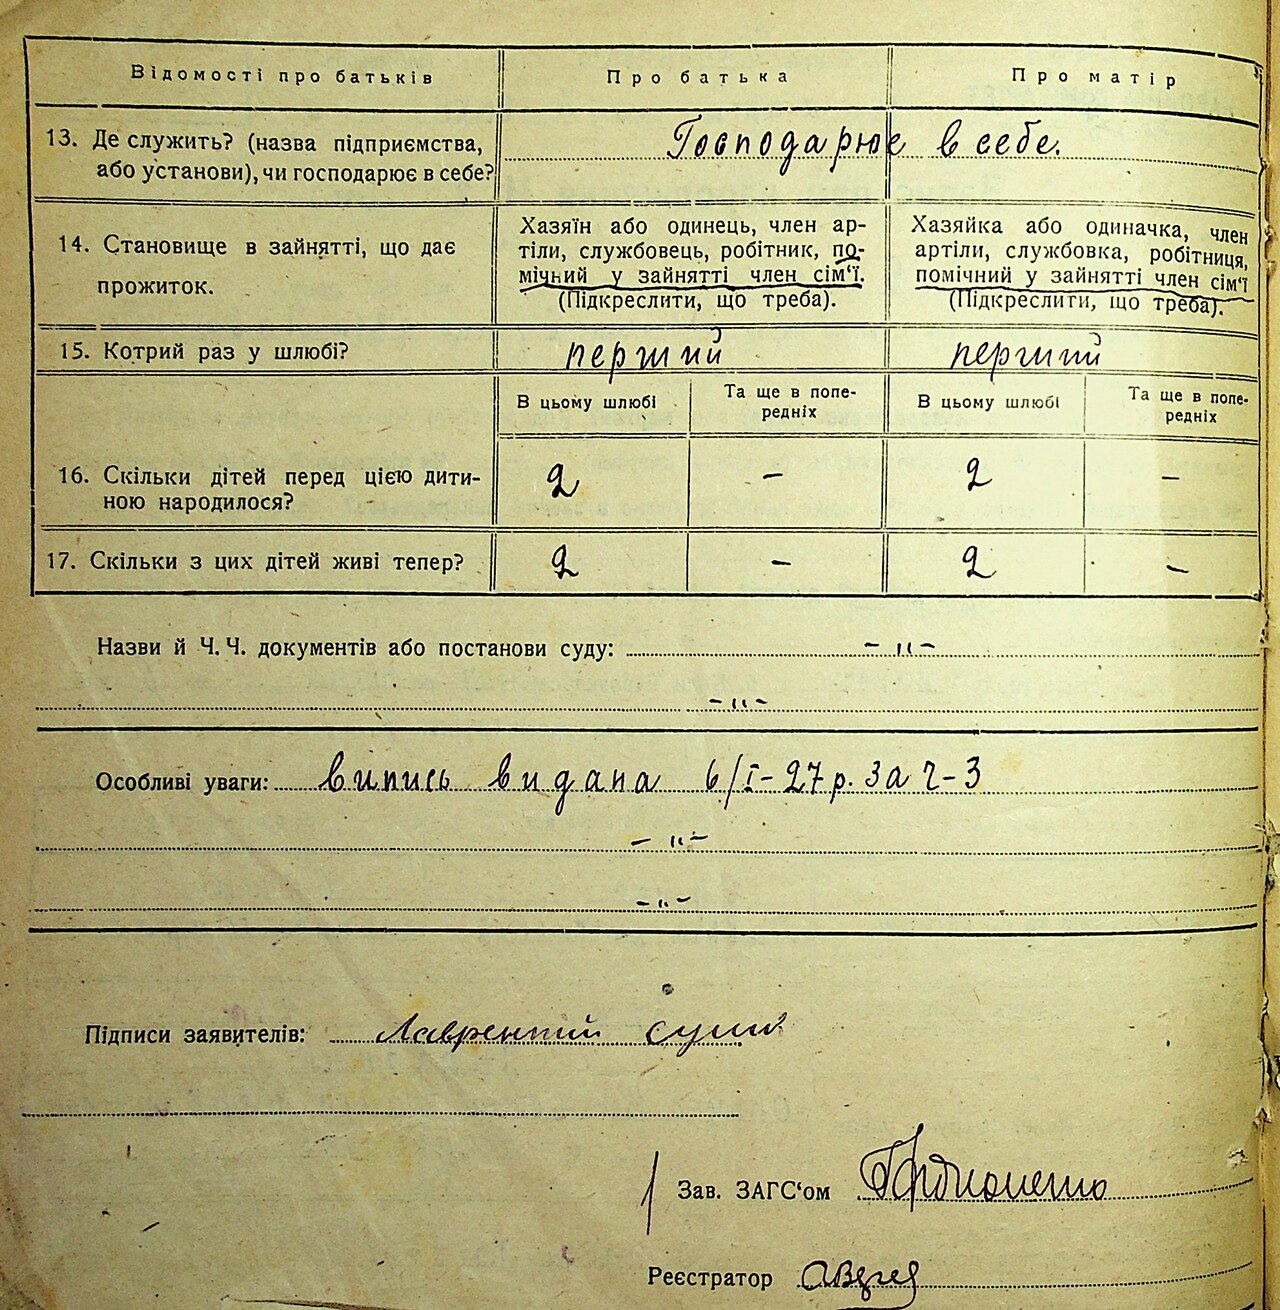 Відомості про батьків Про батька Про матір
13. Де служить? (назва підприємства, або установи), чи господарює в себе? Господарює в себе.
14. Становище в зайнятті, що дає прожиток.
Хазяїн або одинець, член ар-
тіли, службовець, робітник, по-
мічний у зайнятті член сім‘ї.
(Підкреслити, що треба).
Хазяйка або одиначка, член
артіли, службовка, робітниця,
помічний у зайнятті член сім‘ї
(Підкреслити, що треба).
15. Котрий раз у шлюбі? перший перший
В цьому шлюбі Та ще в попе-
редніх В цьому шлюбі Та ще в попе-
редніх
16. Скільки дітей перед цією дити-
ною народилося? 2 – 2 –
17. Скільки з цих дітей живі тепер? 2 – 2 –
Назви й Ч. Ч. документів або постанови суду: –"–
–"–
Особливі уваги: випись видана 6/I–27 р. За ч–3
–"–
–"–
Підписи заявителів: Лаврентій
Зав. ЗАГС‘ом
Реєстратор